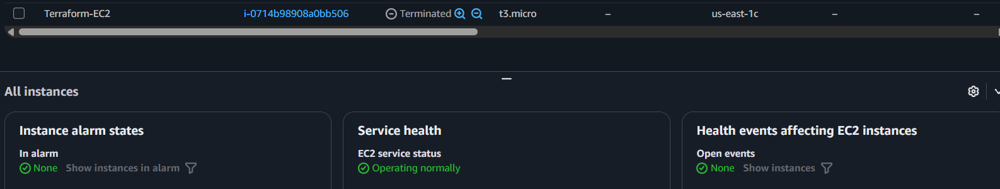 Terraform-EC2 i-0714b98908a0bb506 Terminated t3.micro – us-east-1c – –
All instances
Instance alarm states
In alarm
None Show instances in alarm
Service health
EC2 service status
Operating normally
Health events affecting EC2 instances
Open events
None Show instances